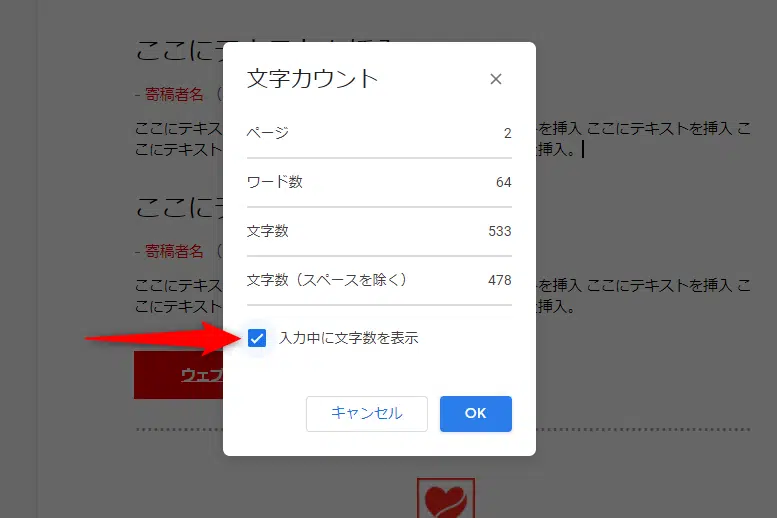 文字カウント
ページ 2
ワード数 64
文字数 533
文字数（スペースを除く） 478
入力中に文字数を表示
キャンセル OK
ここにテキストを挿入
- 寄稿者名 （
ここにテキス を挿入 ここにテキストを挿入 こ
こにテキスト 挿入。
ここに
- 寄稿者名 （
ここにテキス を挿入 ここにテキストを挿入 こ
こにテキスト 挿入。
ウェブ